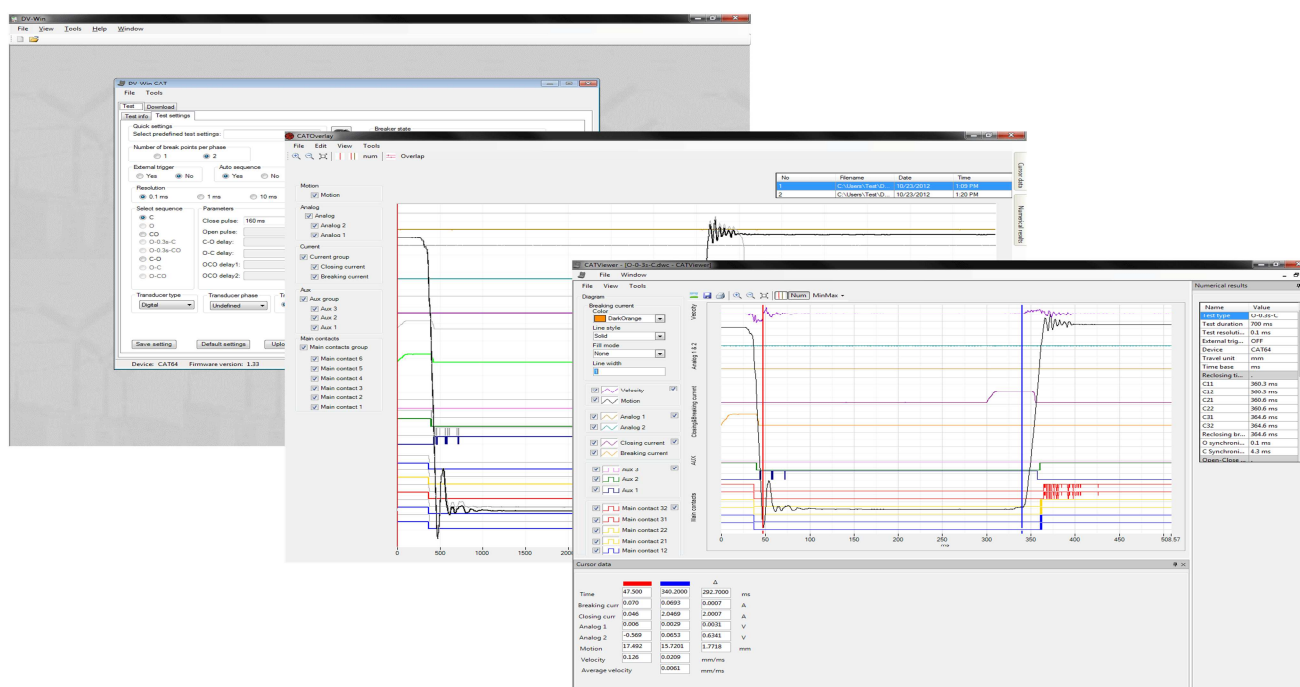 DV-Win
File View Tools Help Window
DV-Win CAT
File Tools
Test Download
Test info Test settings
Quick settings
Select predefined test settings:
Breaker state
Number of break points per phase
1 2
External trigger Auto sequence
Yes No Yes No
Resolution
0.1 ms 1 ms 10 ms
Select sequence Parameters
C
O
CO
O-0.3s-C
O-0.3s-CO
C-O
O-C
O-CO
Close pulse: 160 ms
Open pulse:
C-O delay:
O-C delay:
OCO delay1:
OCO delay2:
Transducer type Transducer phase
Digital Undefined
Save setting Default settings
Device: CAT64 Firmware version: 1.33
CATOverlay
File Edit View Tools
num Overlap
Cursor data
Numerical results
No Filename Date Time
1 C:\Users\Test\D... 10/23/2012 1:09 PM
2 C:\Users\Test\D... 10/23/2012 1:20 PM
Motion
Motion
Analog
Analog
Analog 2
Analog 1
Current
Current group
Closing current
Breaking current
Aux
Aux group
Aux 3
Aux 2
Aux 1
Main contacts
Main contacts group
Main contact 6
Main contact 5
Main contact 4
Main contact 3
Main contact 2
Main contact 1
0 500 1000 1500
CATViewer - [O-0-3s-C.dwc - CATViewer]
File Window
File View Tools
Num MinMax
Diagram
Breaking current
Color
DarkOrange
Line style
Solid
Fill mode
None
Line width
Velocity
Motion
Analog 1
Analog 2
Closing current
Breaking current
Aux 3
Aux 2
Aux 1
Main contact 32
Main contact 31
Main contact 22
Main contact 21
Main contact 12
Velocity
Analog 1 & 2
Closing&Breaking current
AUX
Main contacts
0 50 100 150 200 250 300 350 400 450 508.57
ms
Numerical results
Name Value
Test type O-0.3s-C
Test duration 700 ms
Test resoluti... 0.1 ms
External trig... OFF
Device CAT64
Travel unit mm
Time base ms
Reclosing ti... .
C11 360.3 ms
C12 360.3 ms
C21 360.6 ms
C22 360.6 ms
C31 364.6 ms
C32 364.6 ms
Reclosing br... 364.6 ms
O synchroni... 0.1 ms
C Synchroni... 4.3 ms
Open-Close ... .
Cursor data
Δ
Time 47.500 340.2000 292.7000 ms
Breaking curr 0.070 0.0693 0.0007 A
Closing curr 0.046 2.0469 2.0007 A
Analog 1 0.006 0.0029 0.0031 V
Analog 2 -0.569 0.0653 0.6341 V
Motion 17.492 15.7201 1.7718 mm
Velocity 0.126 0.0209 mm/ms
Average velocity 0.0061 mm/ms